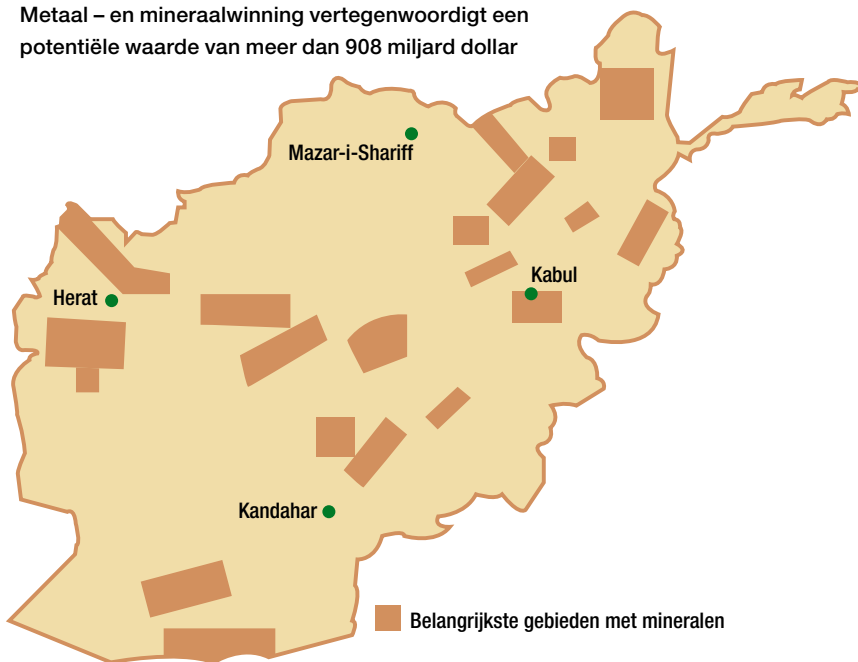 Metaal – en mineraalwinning vertegenwoordigt een
potentiële waarde van meer dan 908 miljard dollar
Mazar-i-Shariff
Kabul
Herat
Kandahar
Belangrijkste gebieden met mineralen